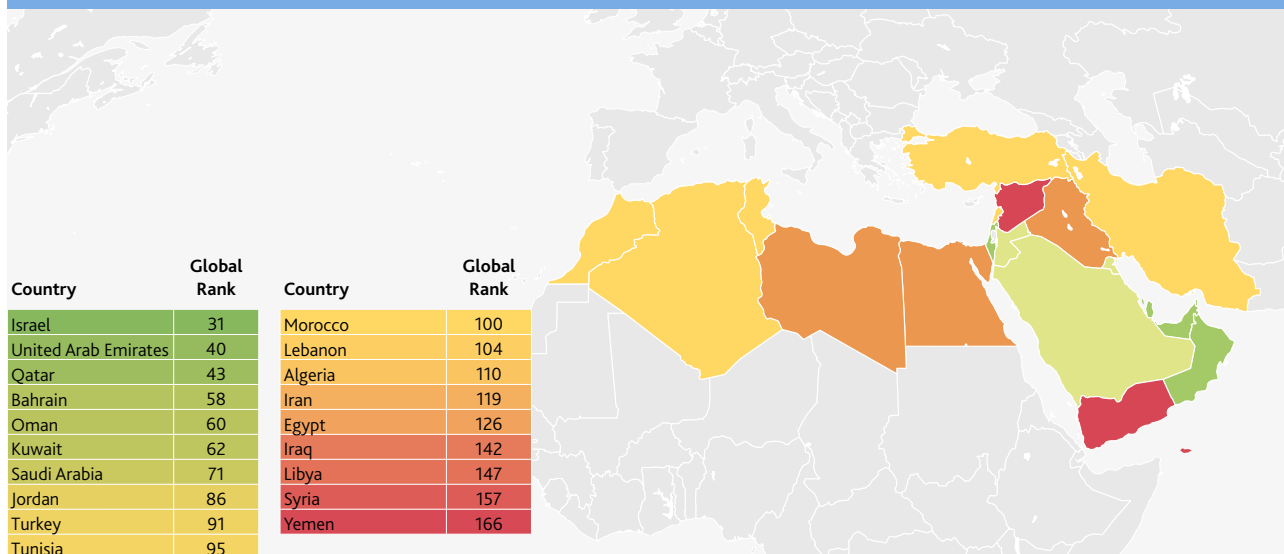 Country Global Rank
Israel 31
United Arab Emirates 40
Qatar 43
Bahrain 58
Oman 60
Kuwait 62
Saudi Arabia 71
Jordan 86
Turkey 91
Tunisia 95
Country Global Rank
Morocco 100
Lebanon 104
Algeria 110
Iran 119
Egypt 126
Iraq 142
Libya 147
Syria 157
Yemen 166